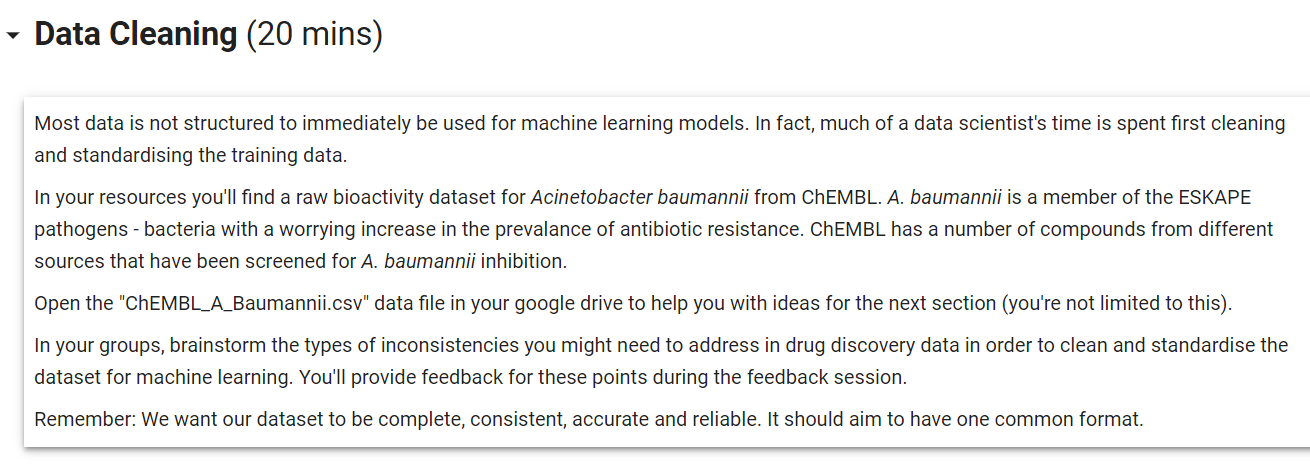 Data Cleaning (20 mins)
Most data is not structured to immediately be used for machine learning models. In fact, much of a data scientist's time is spent first cleaning
and standardising the training data.
In your resources you'll find a raw bioactivity dataset for Acinetobacter baumannii from ChEMBL. A. baumannii is a member of the ESKAPE
pathogens - bacteria with a worrying increase in the prevalance of antibiotic resistance. ChEMBL has a number of compounds from different
sources that have been screened for A. baumannii inhibition.
Open the "ChEMBL_A_Baumannii.csv" data file in your google drive to help you with ideas for the next section (you're not limited to this).
In your groups, brainstorm the types of inconsistencies you might need to address in drug discovery data in order to clean and standardise the
dataset for machine learning. You'll provide feedback for these points during the feedback session.
Remember: We want our dataset to be complete, consistent, accurate and reliable. It should aim to have one common format.